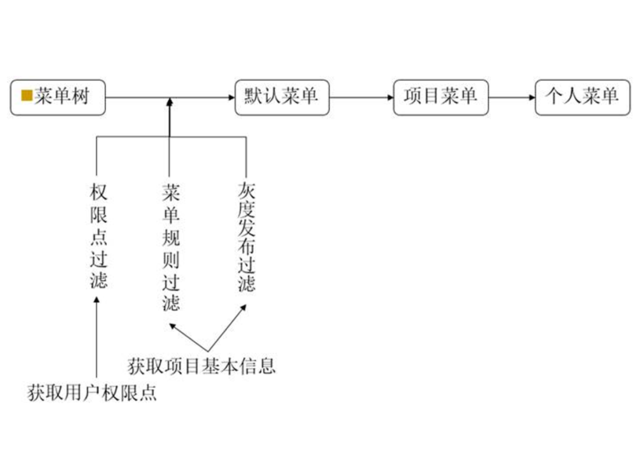 菜单树
默认菜单
项目菜单
个人菜单
权限点过滤
菜单规则过滤
灰度发布过滤
获取项目基本信息
获取用户权限点